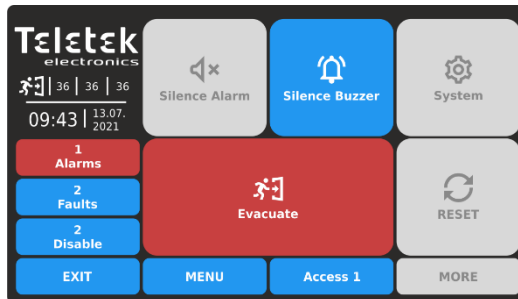 Teletek
electronics
36 | 36 | 36
09:43 | 13.07.
2021
1
Alarms
2
Faults
2
Disable
EXIT
Silence Alarm
Silence Buzzer
System
Evacuate
RESET
MENU
Access 1
MORE